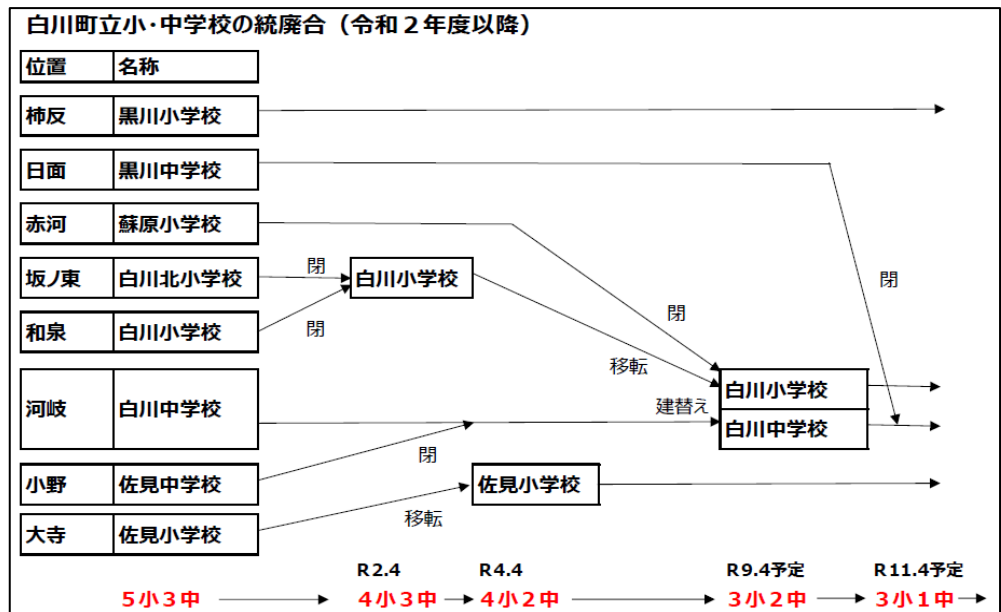 白川町立小・中学校の統廃合（令和２年度以降）
位置 名称
柿反 黒川小学校
日面 黒川中学校
赤河 蘇原小学校
坂ノ東 白川北小学校 閉 白川小学校
閉
和泉 白川小学校 閉
閉
移転
白川小学校
河岐 白川中学校 建替え
白川中学校
閉
小野 佐見中学校 佐見小学校
移転
大寺 佐見小学校
R2.4 R4.4 R9.4予定 R11.4予定
５小３中 ４小３中 ４小２中 ３小２中 ３小１中